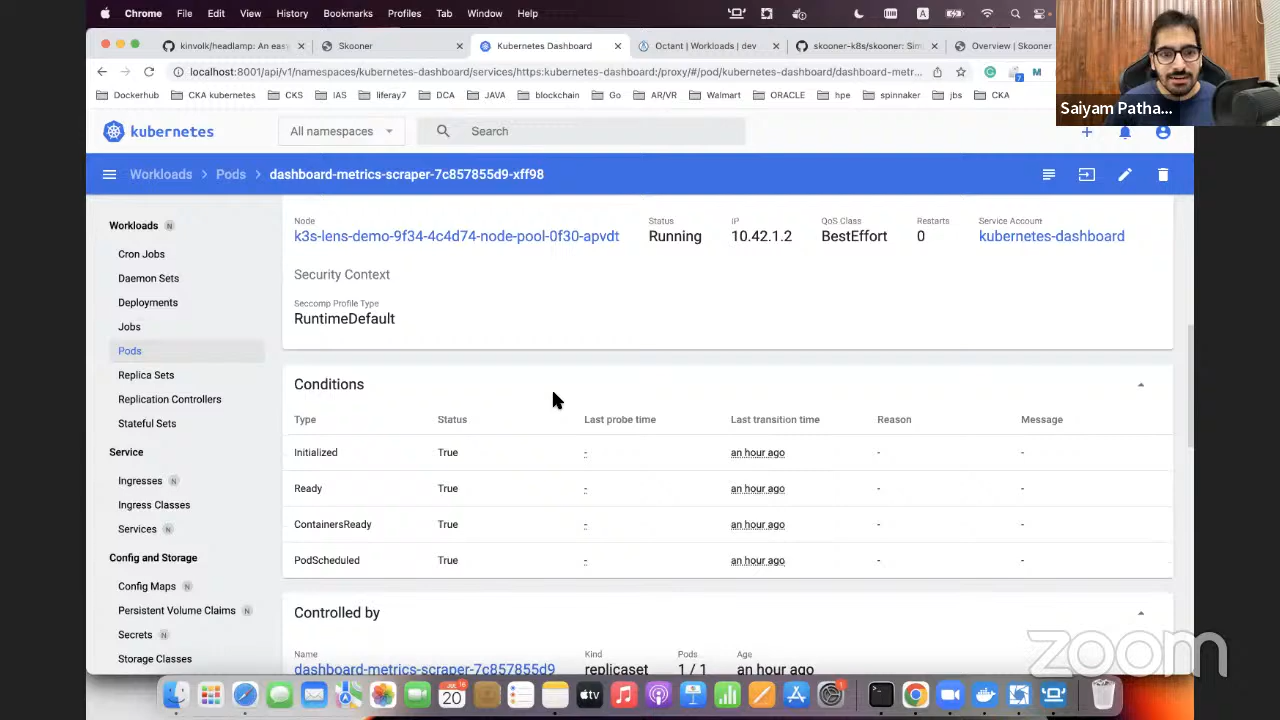 Chrome File Edit View History Bookmarks Profiles Tab Window Help
kinvolk/headlamp: An easy Skooner Kubernetes Dashboard Octant | Workloads | dev skooner-k8s/skooner: Sim Overview | Skooner
localhost:8001/api/v1/namespaces/kubernetes-dashboard/services/https:kubernetes-dashboard:/proxy/#/pod/kubernetes-dashboard/dashboard-metr...
Dockerhub CKA kubernetes CKS IAS liferay7 DCA JAVA blockchain Go AR/VR Walmart ORACLE hpe spinnaker jbs CKA
Saiyam Patha...
kubernetes All namespaces Search
Workloads > Pods > dashboard-metrics-scraper-7c857855d9-xff98
Workloads N
Cron Jobs
Daemon Sets
Deployments
Jobs
Pods
Replica Sets
Replication Controllers
Stateful Sets
Service
Ingresses N
Ingress Classes
Services N
Config and Storage
Config Maps N
Persistent Volume Claims N
Secrets N
Storage Classes
Node Status IP QoS Class Restarts Service Account
k3s-lens-demo-9f34-4c4d74-node-pool-0f30-apvdt Running 10.42.1.2 BestEffort 0 kubernetes-dashboard
Security Context
Seccomp Profile Type
RuntimeDefault
Conditions
Type Status Last probe time Last transition time Reason Message
Initialized True - an hour ago - -
Ready True - an hour ago - -
ContainersReady True - an hour ago - -
PodScheduled True - an hour ago - -
Controlled by
Name Kind Pods Age
dashboard-metrics-scraper-7c857855d9 replicaset 1 / 1 an hour ago
zoom
20
tv